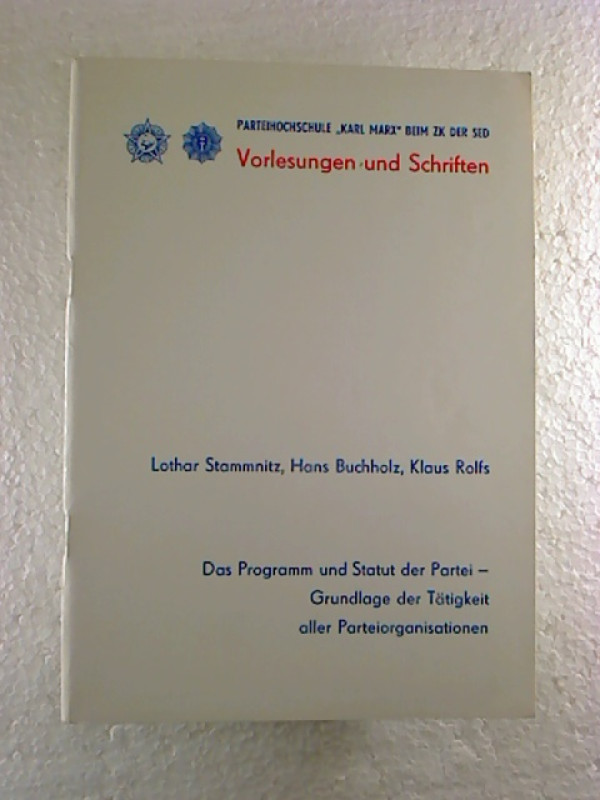 PARTEIHOCHSCHULE „KARL MARX" BEIM ZK DER SED
Vorlesungen und Schriften
Lothar Stammnitz, Hans Buchholz, Klaus Rolfs
Das Programm und Statut der Partei –
Grundlage der Tätigkeit
aller Parteiorganisationen